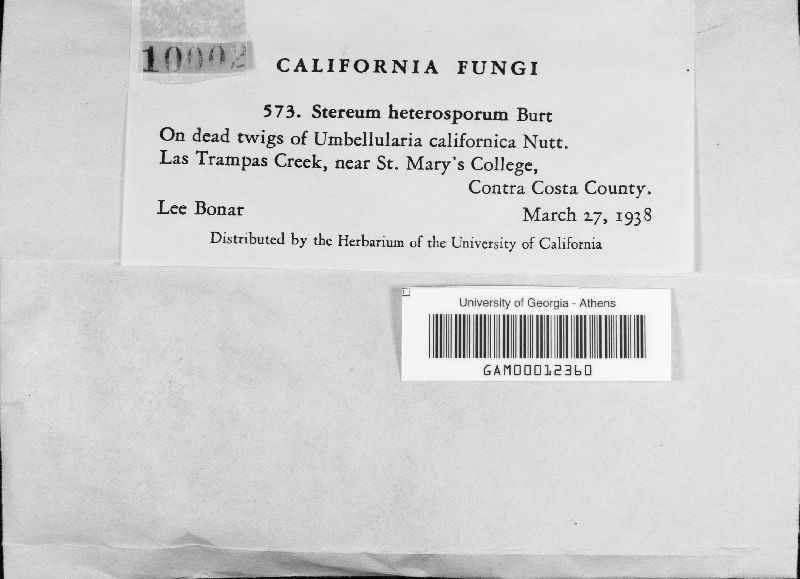 10002
CALIFORNIA FUNGI
573. Stereum heterosporum Burt
On dead twigs of Umbellularia californica Nutt.
Las Trampas Creek, near St. Mary's College,
Contra Costa County.
Lee Bonar March 27, 1938
Distributed by the Herbarium of the University of California
University of Georgia - Athens
GAM00012360